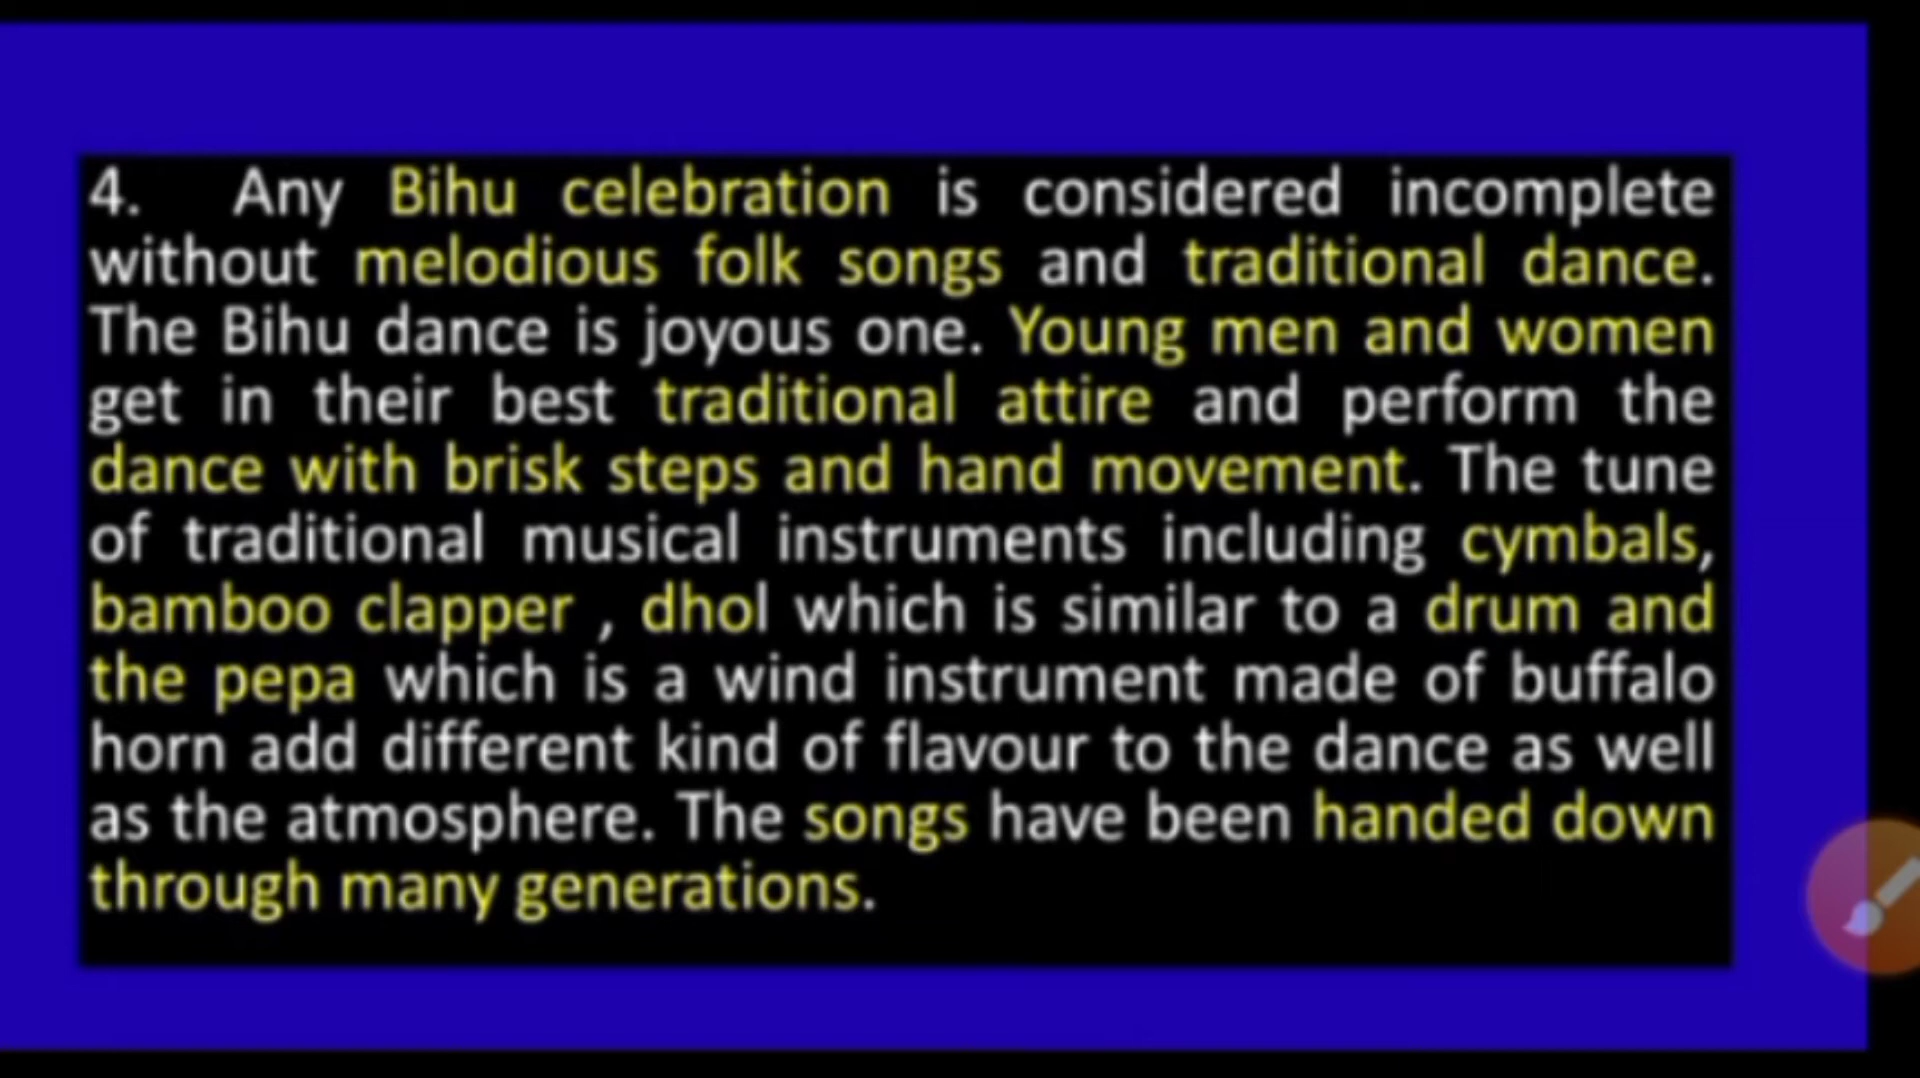 4. Any Bihu celebration is considered incomplete
without melodious folk songs and traditional dance.
The Bihu dance is joyous one. Young men and women
get in their best traditional attire and perform the
dance with brisk steps and hand movement. The tune
of traditional musical instruments including cymbals,
bamboo clapper , dhol which is similar to a drum and
the pepa which is a wind instrument made of buffalo
horn add different kind of flavour to the dance as well
as the atmosphere. The songs have been handed down
through many generations.